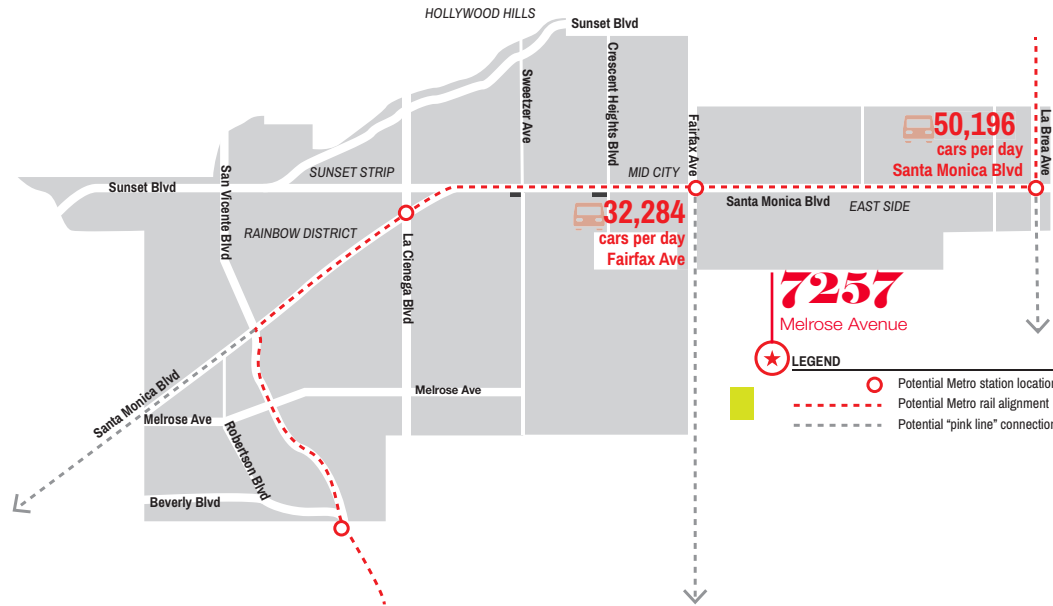 HOLLYWOOD HILLS
Sunset Blvd
Crescent Heights Blvd
Sweetzer Ave
Fairfax Ave
La Brea Ave
50,196
cars per day
Santa Monica Blvd
San Vicente Blvd
SUNSET STRIP
MID CITY
Sunset Blvd
Santa Monica Blvd
EAST SIDE
32,284
cars per day
Fairfax Ave
RAINBOW DISTRICT
La Cienega Blvd
7257
Melrose Avenue
LEGEND
Potential Metro station location
Potential Metro rail alignment
Potential “pink line” connection
Santa Monica Blvd
Melrose Ave
Melrose Ave
Robertson Blvd
Beverly Blvd